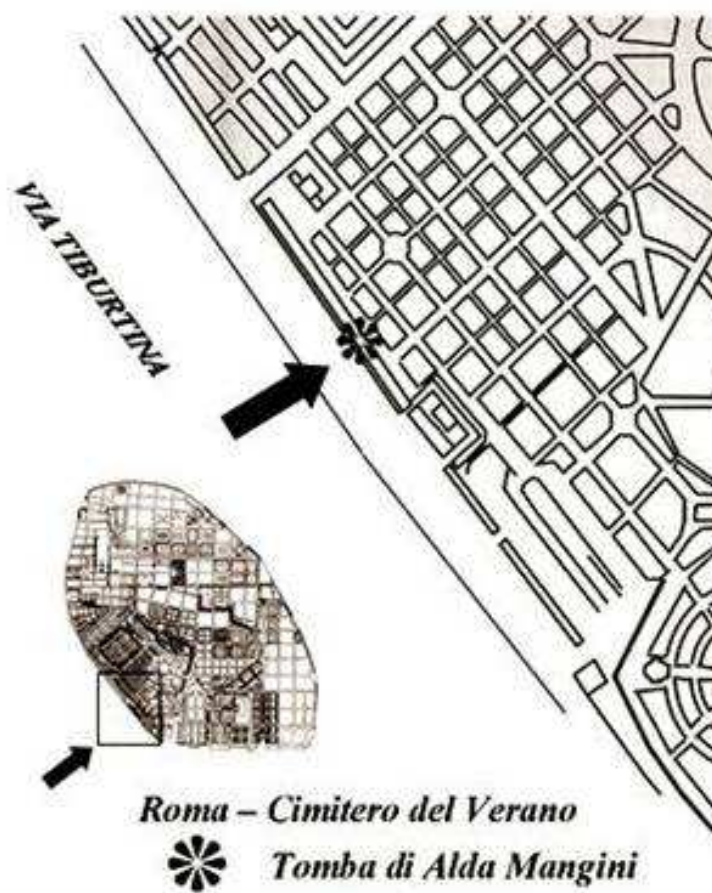 VIA TIBURTINA
Roma – Cimitero del Verano
Tomba di Alda Mangini